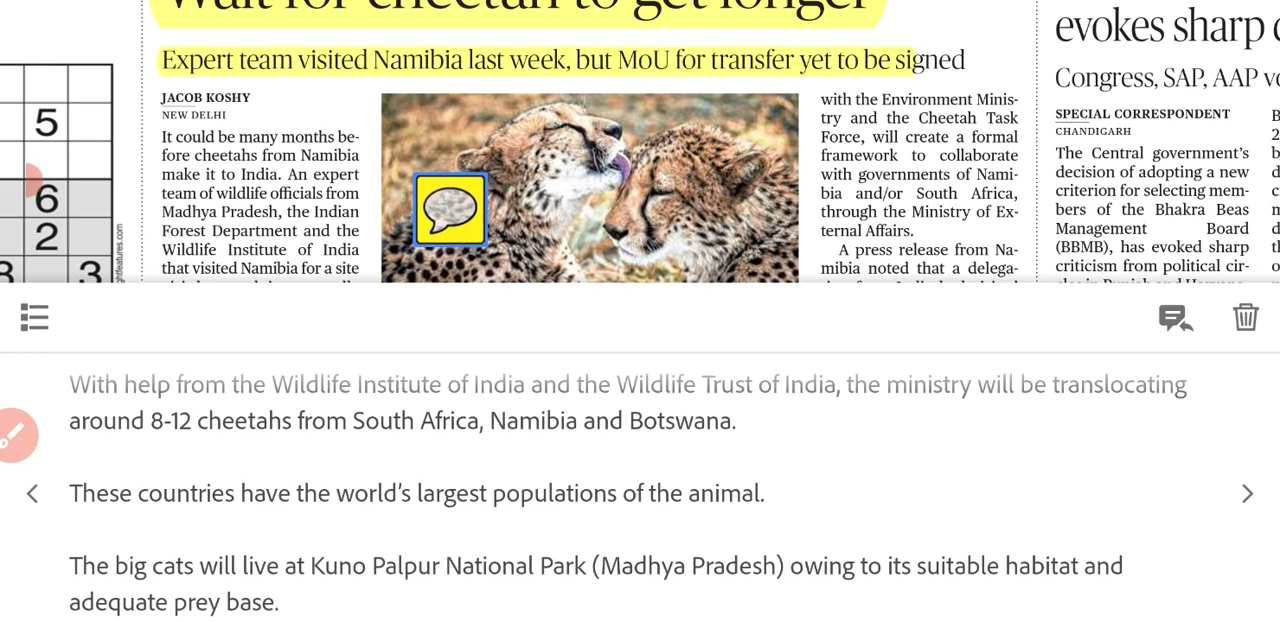 Wait for cheetah to get longer
Expert team visited Namibia last week, but MoU for transfer yet to be signed
JACOB KOSHY
NEW DELHI
It could be many months be-
fore cheetahs from Namibia
make it to India. An expert
team of wildlife officials from
Madhya Pradesh, the Indian
Forest Department and the
Wildlife Institute of India
that visited Namibia for a site
with the Environment Minis-
try and the Cheetah Task
Force, will create a formal
framework to collaborate
with governments of Nami-
bia and/or South Africa,
through the Ministry of Ex-
ternal Affairs.
A press release from Na-
mibia noted that a delega-
evokes sharp
Congress, SAP, AAP
SPECIAL CORRESPONDENT
CHANDIGARH
The Central government's
decision of adopting a new
criterion for selecting mem-
bers of the Bhakra Beas
Management Board
(BBMB), has evoked sharp
criticism from political cir-
5
6
2
3
With help from the Wildlife Institute of India and the Wildlife Trust of India, the ministry will be translocating
around 8-12 cheetahs from South Africa, Namibia and Botswana.
These countries have the world's largest populations of the animal.
The big cats will live at Kuno Palpur National Park (Madhya Pradesh) owing to its suitable habitat and
adequate prey base.